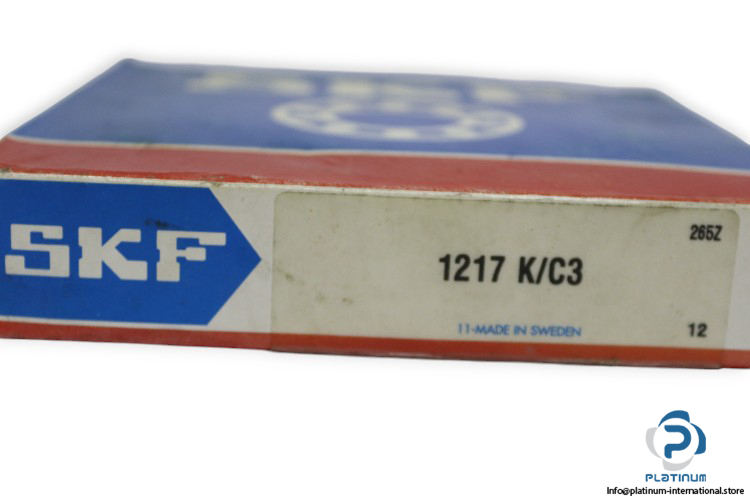 SKF
265Z
1217 K/C3
11-MADE IN SWEDEN
12
PLATINUM
Info@platinum-international.store